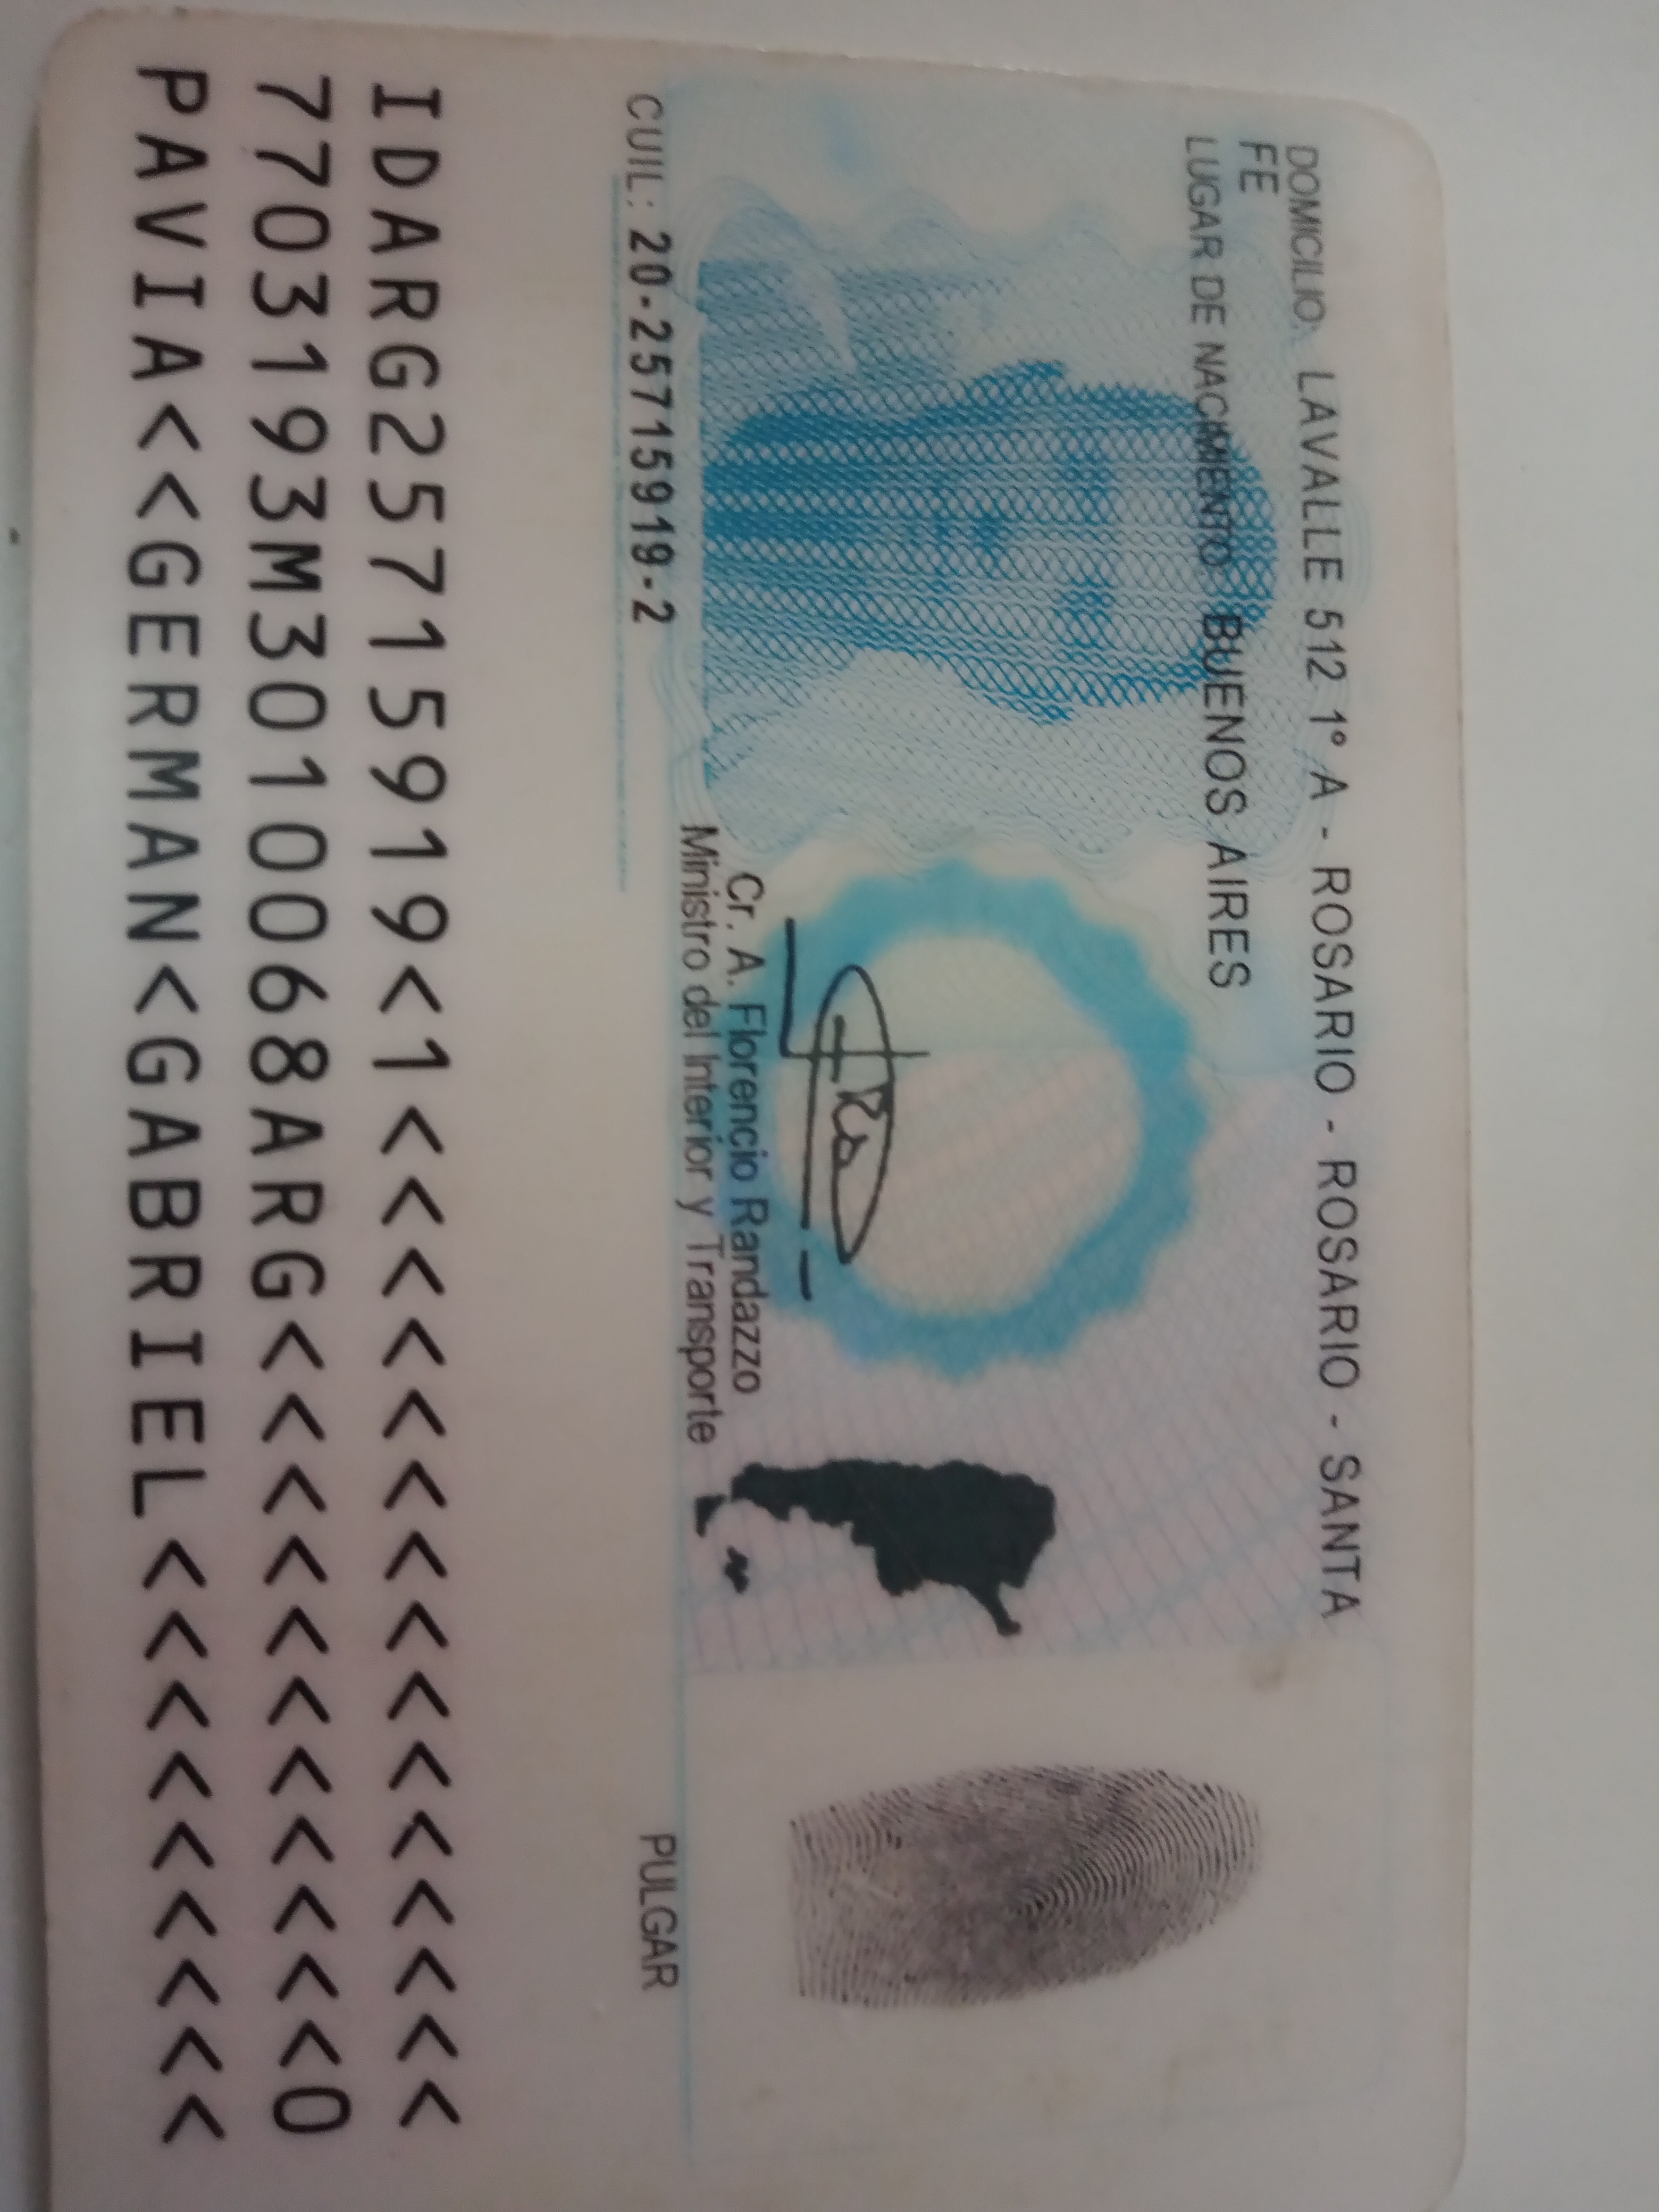 DOMICILIO: LAVALLE 512 1° A - ROSARIO - ROSARIO - SANTA
FE
LUGAR DE NACIMIENTO: BUENOS AIRES
Cr. A. Florencio Randazzo
Ministro del Interior y Transporte
CUIL: 20-25715919-2
PULGAR
IDARG25715919<1<<<<<<<<<<<<<<<
7703193M3010068ARG<<<<<<<<<<<0
PAVIA<<GERMAN<GABRIEL<<<<<<<<<